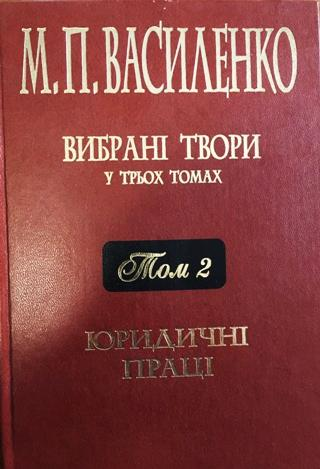 М.П.ВАСИЛЕНКО
ВИБРАНІ ТВОРИ
У ТРЬОХ ТОМАХ
Том 2
ЮРИДИЧНІ
ПРАЦІ